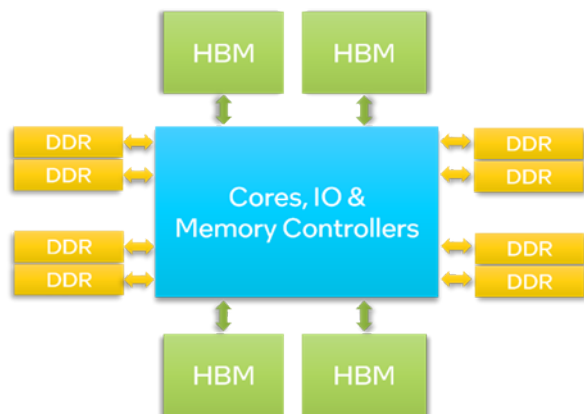 HBM HBM
DDR DDR
DDR DDR
Cores, IO &
Memory Controllers
DDR DDR
DDR DDR
HBM HBM